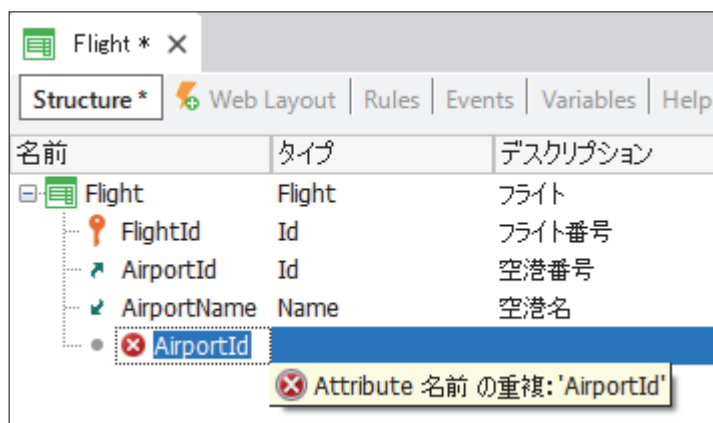 Flight *
Structure * Web Layout Rules Events Variables Help
名前 タイプ デスクリプション
Flight Flight フライト
FlightId Id フライト番号
AirportId Id 空港番号
AirportName Name 空港名
AirportId
Attribute 名前 の重複: 'AirportId'